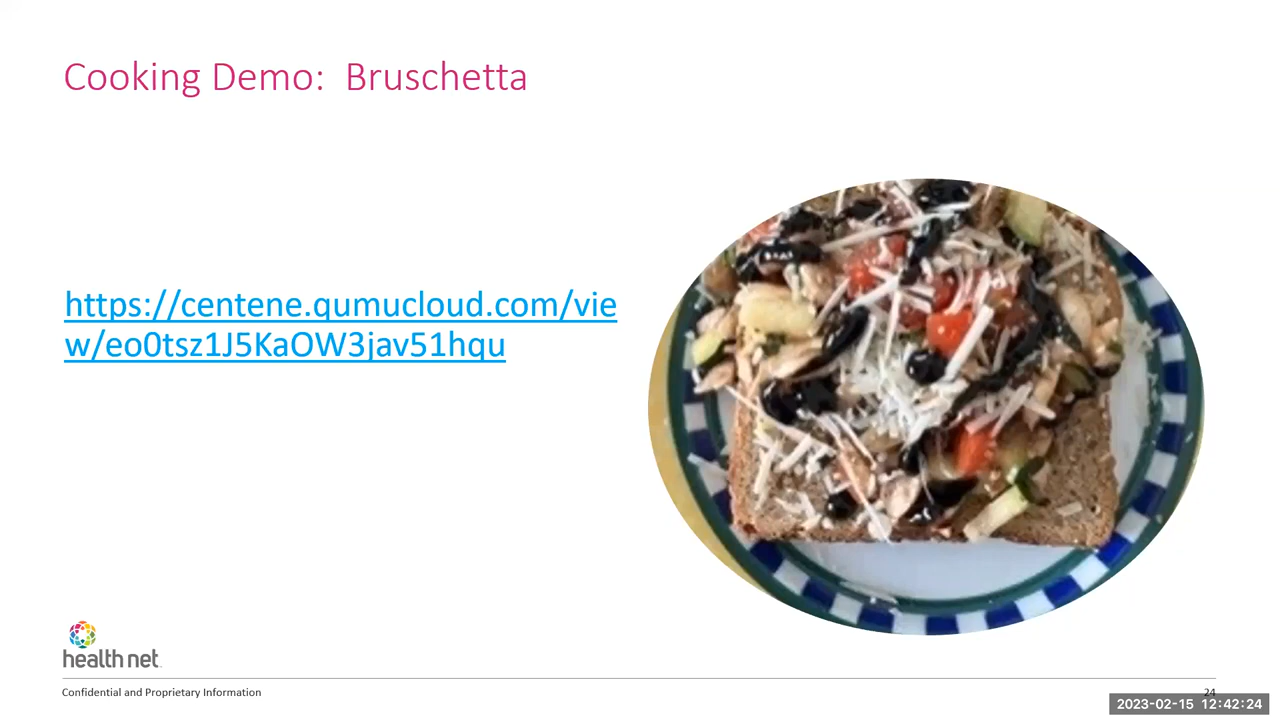 Cooking Demo:  Bruschetta
https://centene.qumucloud.com/vie
w/eo0tsz1J5KaOW3jav51hqu
health net
Confidential and Proprietary Information
24
2023-02-15 12:42:24